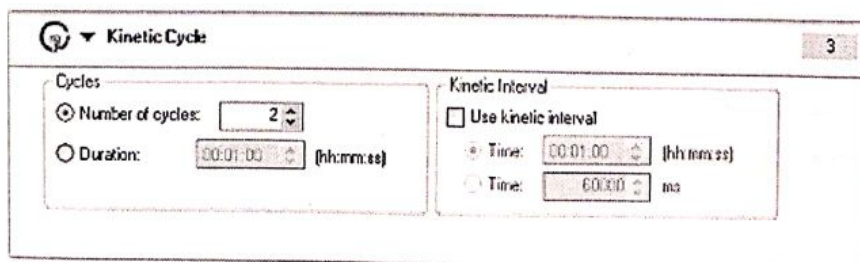 Kinetic Cycle
3
Cycles
Number of cycles: 2
Duration: 00:01:00 (hh:mm:ss)
Kinetic Interval
Use kinetic interval
Time: 00:01:00 (hh:mm:ss)
Time: 60000 ms